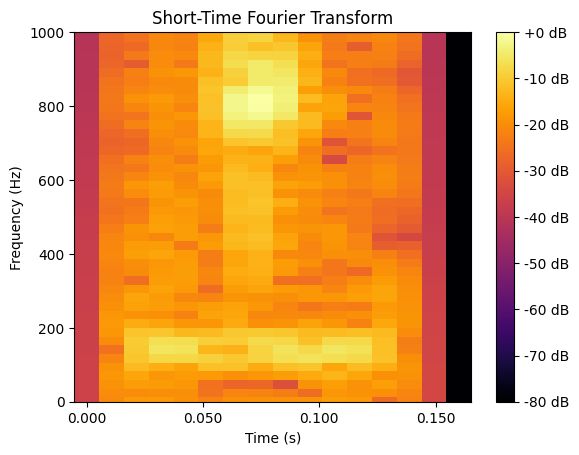 Short-Time Fourier Transform
1000
800
600
400
200
0
Frequency (Hz)
0.000
0.050
0.100
0.150
Time (s)
+0 dB
-10 dB
-20 dB
-30 dB
-40 dB
-50 dB
-60 dB
-70 dB
-80 dB